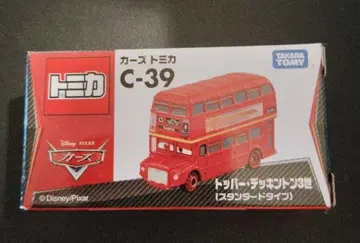 トミカ
カーズ トミカ
C-39
TAKARA
TOMY
Disney PIXAR
カーズ
トッパー・デッキントン3世
(スタンダードタイプ)
©Disney/Pixar